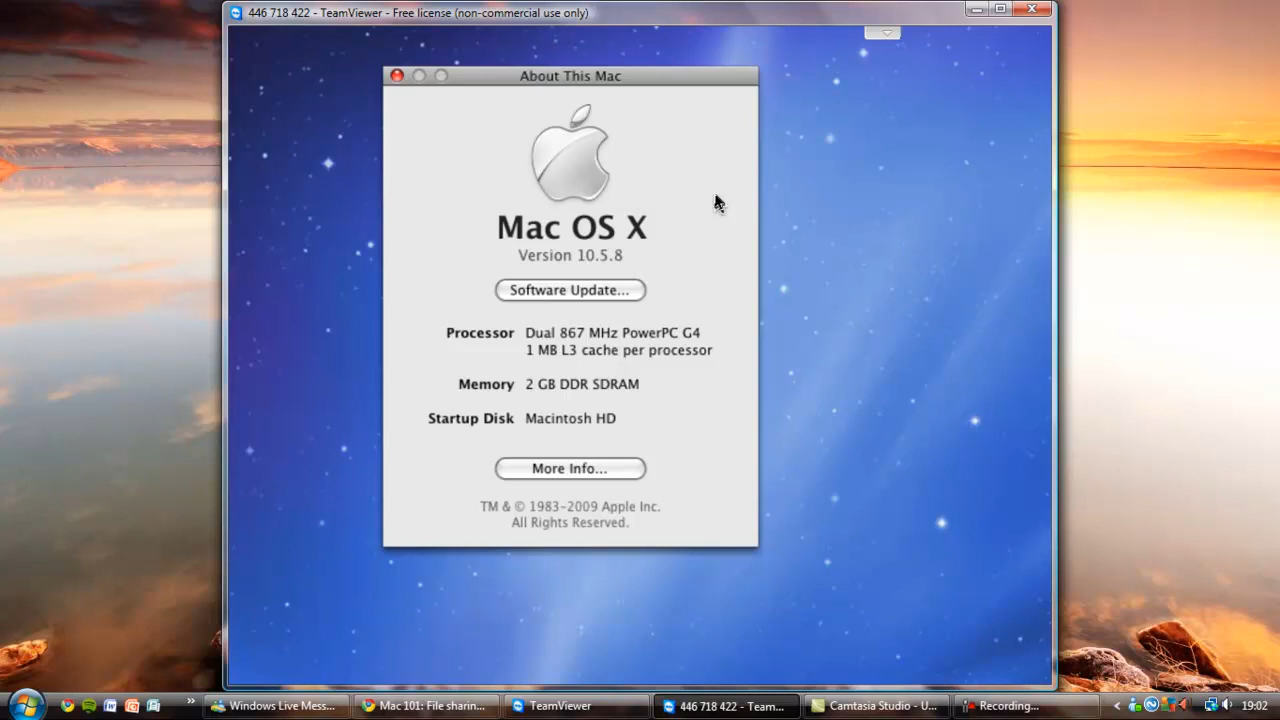 446 718 422 - TeamViewer - Free license (non-commercial use only)
About This Mac
Mac OS X
Version 10.5.8
Software Update...
Processor Dual 867 MHz PowerPC G4
1 MB L3 cache per processor
Memory 2 GB DDR SDRAM
Startup Disk Macintosh HD
More Info...
TM & © 1983-2009 Apple Inc.
All Rights Reserved.
Windows Live Mess... Mac 101: File sharin... TeamViewer 446 718 422 - Team... Camtasia Studio - U... Recording... 19:02